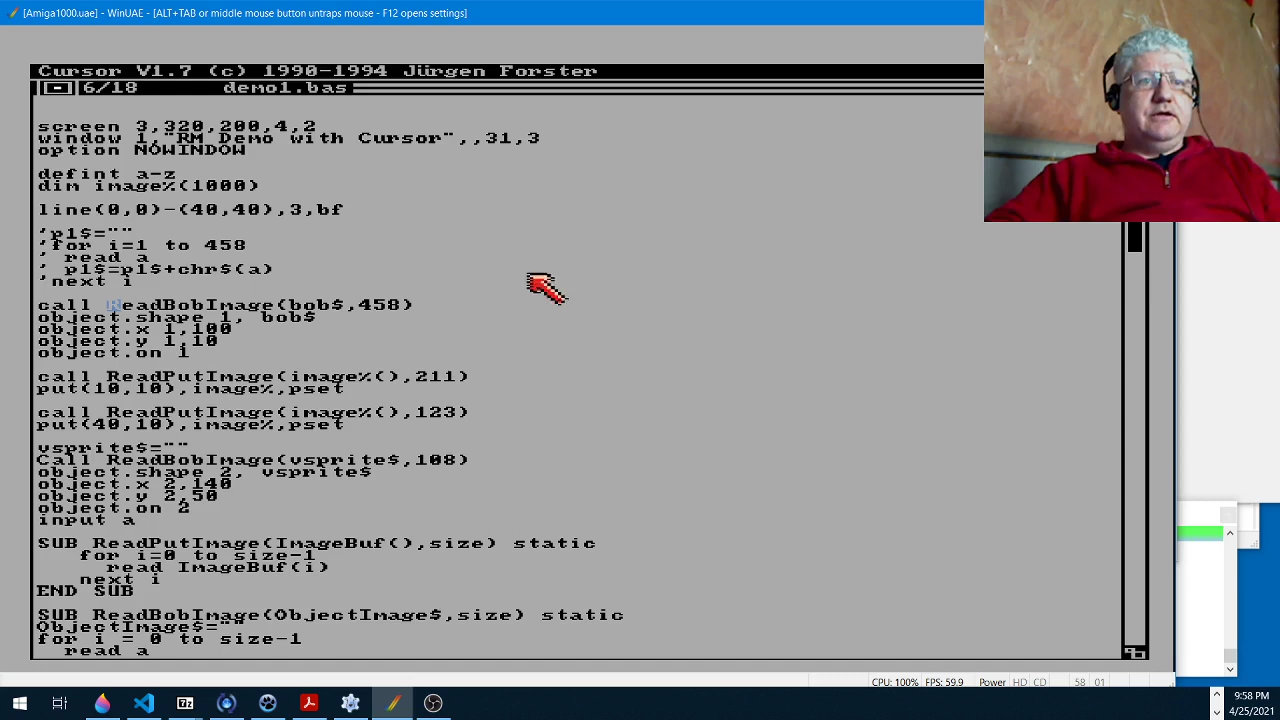 [Amiga1000.uae] - WinUAE - [ALT+TAB or middle mouse button untraps mouse - F12 opens settings]
Cursor V1.7 (c) 1990-1994 Jürgen Forster
6/18 demo1.bas
screen 3,320,200,4,2
window 1,"RM Demo with Cursor",,31,3
option NOWINDOW
defint a-z
dim image%(1000)
line(0,0)-(40,40),3,bf
'p1$=""
'for i=1 to 458
' read a
' p1$=p1$+chr$(a)
'next i
call ReadBobImage(bob$,458)
object.shape 1, bob$
object.x 1,100
object.y 1,10
object.on 1
call ReadPutImage(image%(),211)
put(10,10),image%,pset
call ReadPutImage(image%(),123)
put(40,10),image%,pset
vsprite$=""
Call ReadBobImage(vsprite$,108)
object.shape 2, vsprite$
object.x 2,140
object.y 2,50
object.on 2
input a
SUB ReadPutImage(ImageBuf(),size) static
for i=0 to size-1
read ImageBuf(i)
next i
END SUB
SUB ReadBobImage(ObjectImage$,size) static
ObjectImage$=""
for i = 0 to size-1
read a
CPU: 100% FPS: 59.9 Power HD CD 58 01
9:58 PM
4/25/2021